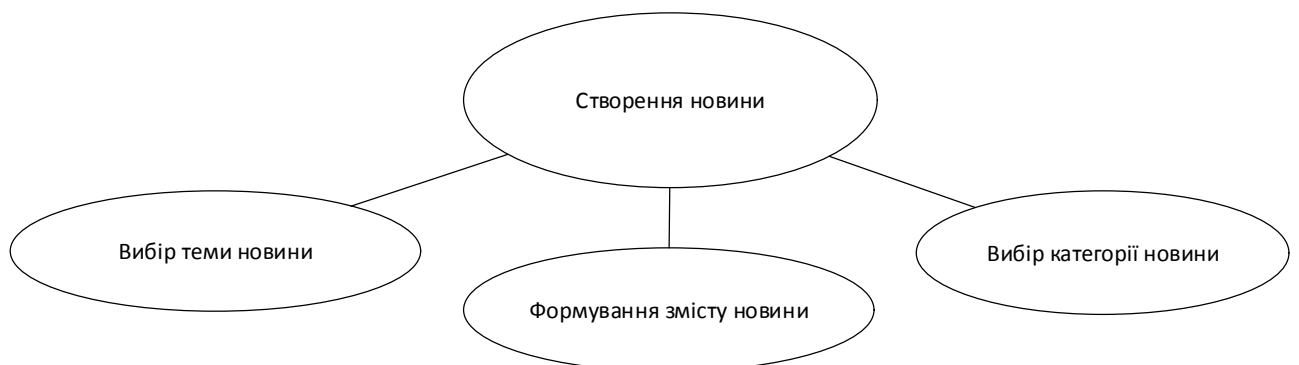 Створення новини
Вибір теми новини
Вибір категорії новини
Формування змісту новини